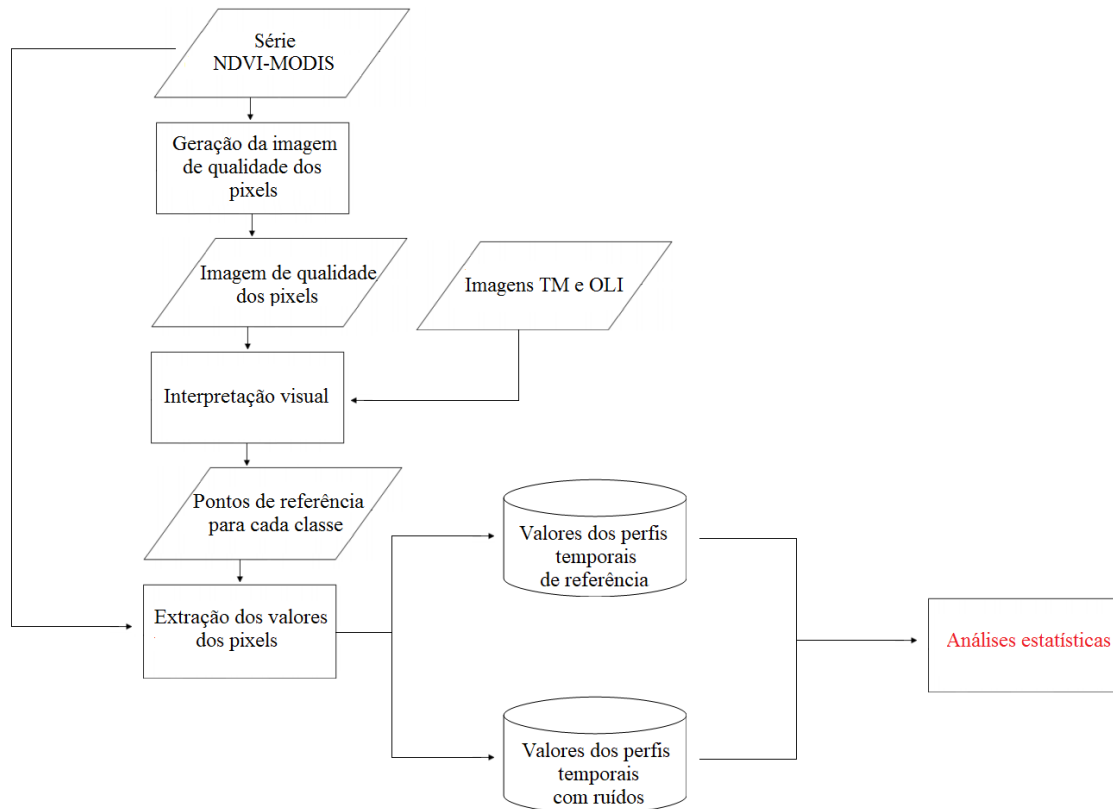 Série
NDVI-MODIS
Geração da imagem
de qualidade dos
pixels
Imagem de qualidade
dos pixels
Imagens TM e OLI
Interpretação visual
Pontos de referência
para cada classe
Extração dos valores
dos pixels
Valores dos perfis
temporais
de referência
Análises estatísticas
Valores dos perfis
temporais
com ruídos